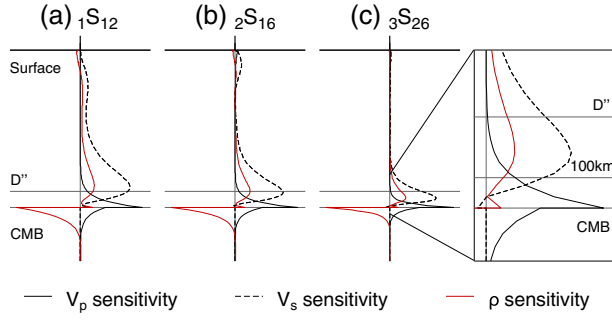 (a) ₁S₁₂ (b) ₂S₁₆ (c) ₃S₂₆
Surface
D''
100km
D''
CMB
CMB
Vₚ sensitivity Vₛ sensitivity ρ sensitivity